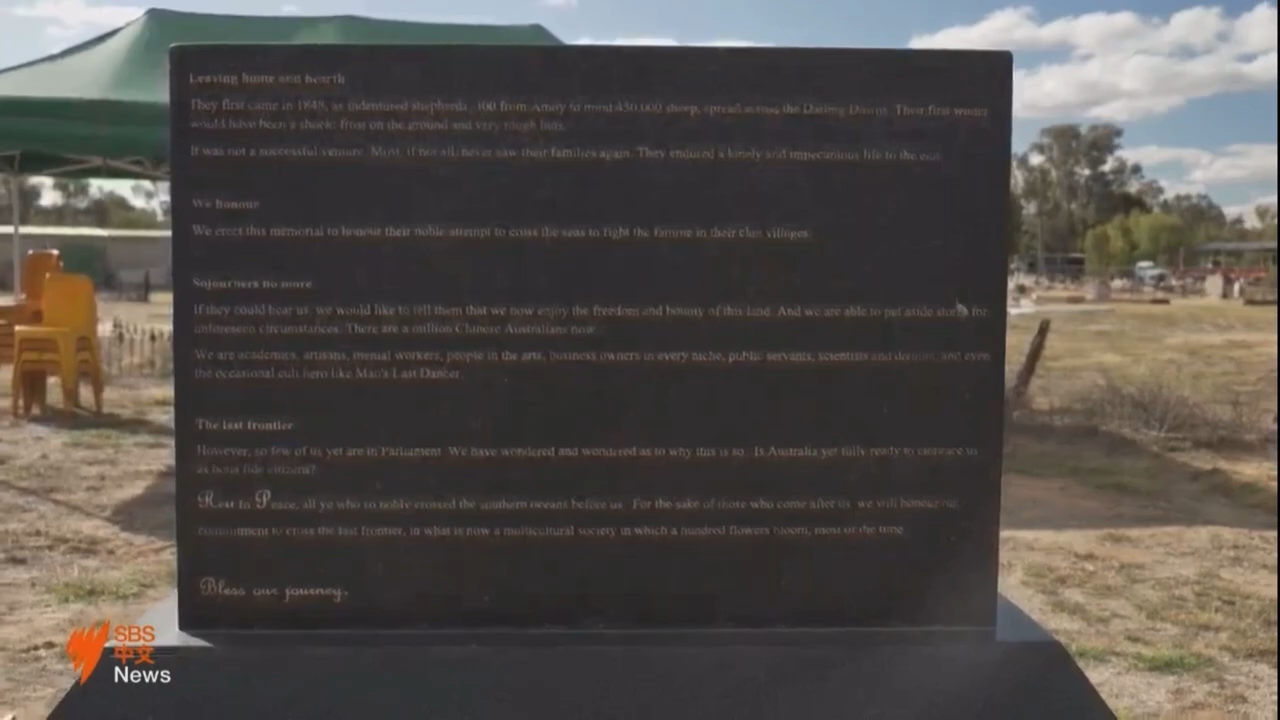 Leaving home and hearth
They first came in 1848, as indentured shepherds, 100 from Amoy to mind 450,000 sheep, spread across the Darling Downs. Their first winter
would have been a shock: frost on the ground and very rough huts.
It was not a successful venture. Most, if not all, never saw their families again. They endured a lonely and impecunious life to the end.
We honour
We erect this memorial to honour their noble attempt to cross the seas to fight the famine in their clan villages.
Sojourners no more
If they could hear us, we would like to tell them that we now enjoy the freedom and bounty of this land. And we are able to put aside for
unforeseen circumstances. There are a million Chinese Australians now.
We are academics, artisans, menial workers, people in the arts, business owners in every niche, public servants, scientists and and even
the occasional cult hero like Mao's Last Dancer.
The last frontier
However, so few of us yet are in Parliament. We have wondered and wondered as to why this is so. Is Australia yet fully ready to embrace us
as bona fide citizens?
Rest in Peace, all ye who so nobly crossed the southern oceans before us. For the sake of those who come after us, we will honour our
commitment to cross the last frontier, in what is now a multicultural society in which a hundred flowers bloom, most of the time.
Bless our journey.
SBS
中文
News